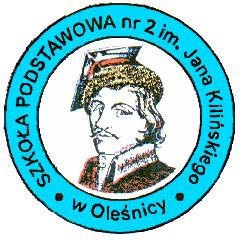 SZKOŁA PODSTAWOWA nr 2 im. Jana Kilińskiego
w Oleśnicy